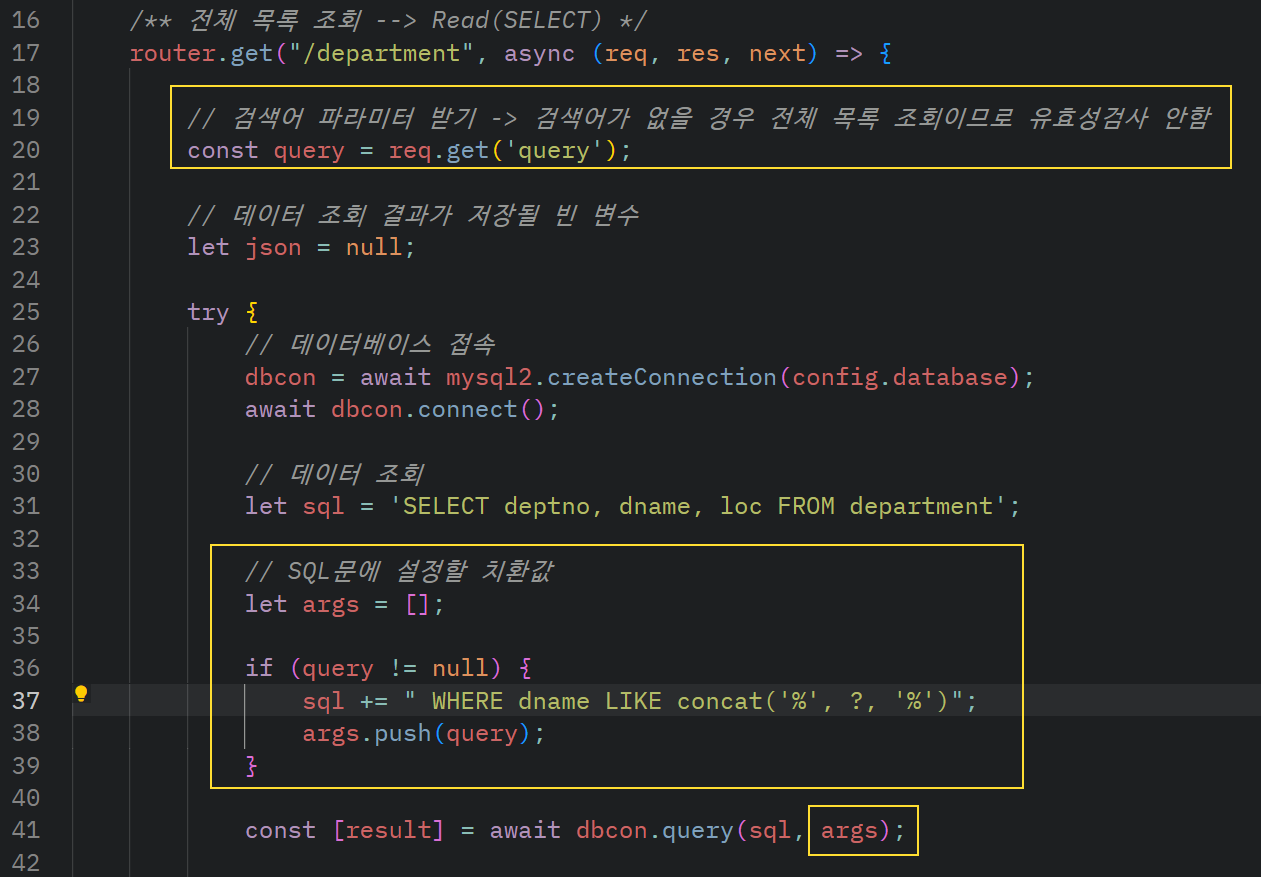 16 /** 전체 목록 조회 --> Read(SELECT) */
17 router.get("/department", async (req, res, next) => {
18
19 // 검색어 파라미터 받기 -> 검색어가 없을 경우 전체 목록 조회이므로 유효성검사 안함
20 const query = req.get('query');
21
22 // 데이터 조회 결과가 저장될 빈 변수
23 let json = null;
24
25 try {
26 // 데이터베이스 접속
27 dbcon = await mysql2.createConnection(config.database);
28 await dbcon.connect();
29
30 // 데이터 조회
31 let sql = 'SELECT deptno, dname, loc FROM department';
32
33 // SQL문에 설정할 치환값
34 let args = [];
35
36 if (query != null) {
37 sql += " WHERE dname LIKE concat('%', ?, '%')";
38 args.push(query);
39 }
40
41 const [result] = await dbcon.query(sql, args);
42